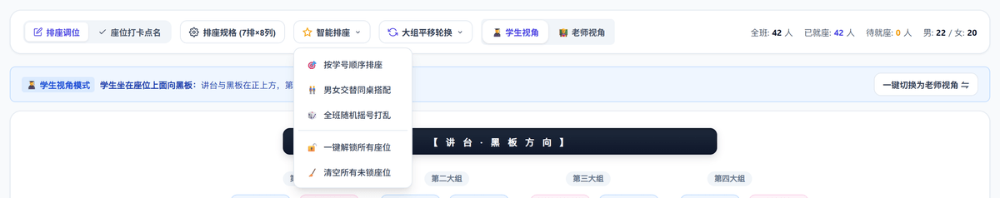 排座调位 座位打卡点名 排座规格 (7排×8列) 智能排座 大组平移轮换 学生视角 老师视角 全班: 42 人 已就座: 42 人 待就座: 0 人 男: 22 / 女: 20
按学号顺序排座
男女交替同桌搭配
全班随机摇号打乱
一键解锁所有座位
清空所有未锁座位
学生视角模式 学生坐在座位上面向黑板: 讲台与黑板在正上方, 第
一键切换为老师视角
【 讲 台 · 黑 板 方 向 】
第二大组 第三大组 第四大组